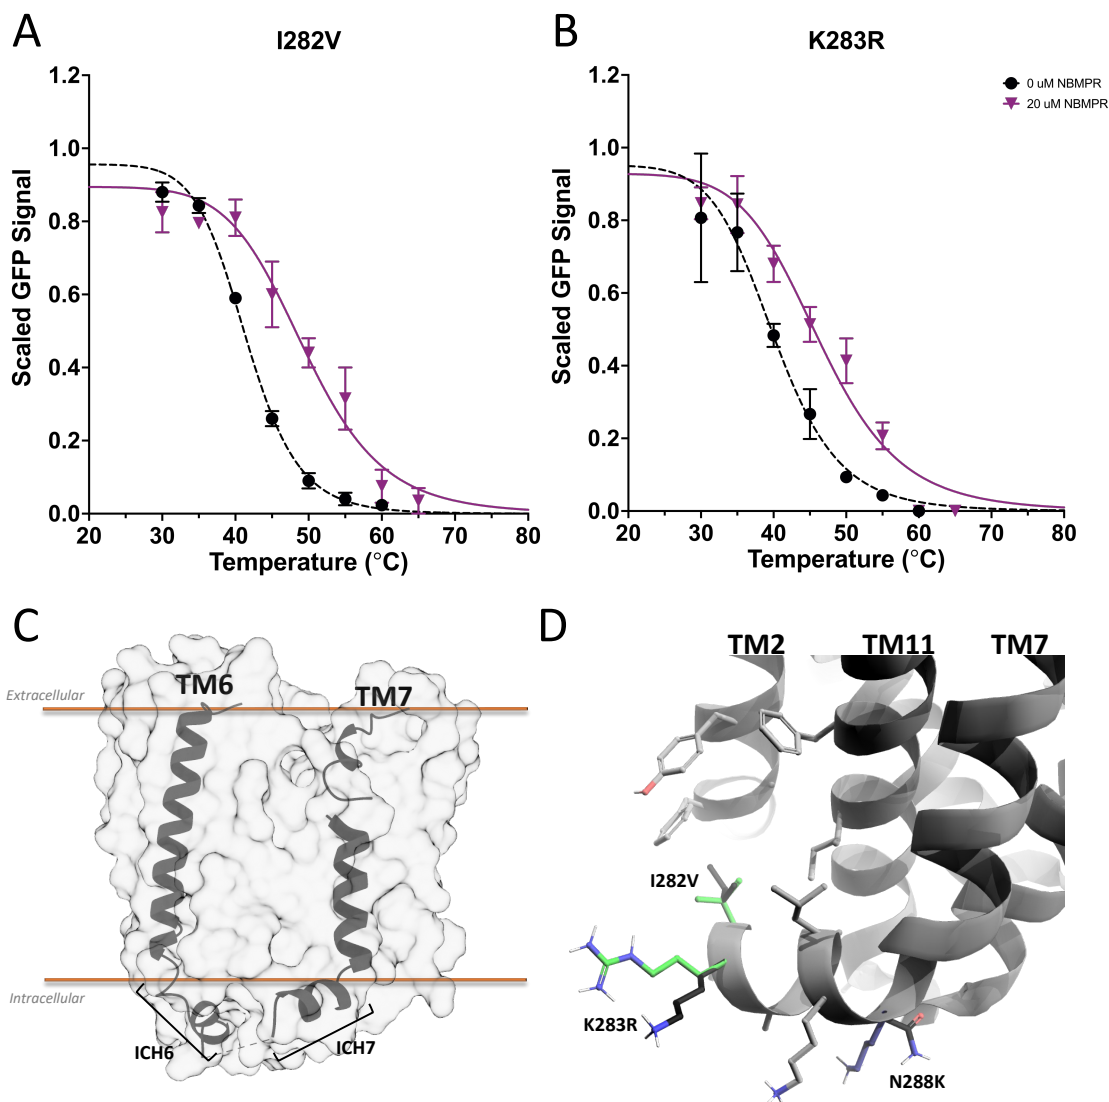 A
I282V
1.2
1.0
0.8
0.6
0.4
0.2
0.0
Scaled GFP Signal
20 30 40 50 60 70 80
Temperature (°C)
B
K283R
0 uM NBMPR
20 uM NBMPR
1.2
1.0
0.8
0.6
0.4
0.2
0.0
Scaled GFP Signal
20 30 40 50 60 70 80
Temperature (°C)
C
Extracellular
TM6
TM7
Intracellular
ICH6
ICH7
D
TM2 TM11 TM7
I282V
K283R
N288K